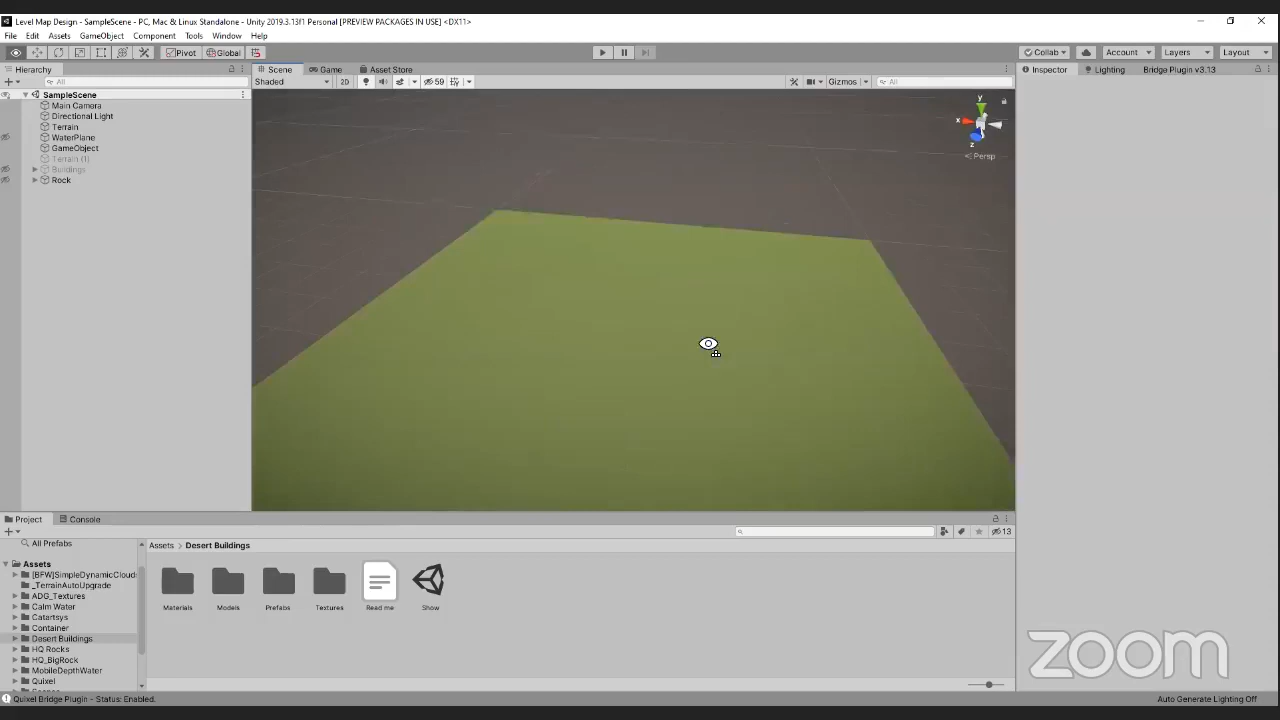 Level Map Design - SampleScene - PC, Mac & Linux Standalone - Unity 2019.3.13f1 Personal [PREVIEW PACKAGES IN USE] <DX11>
File Edit Assets GameObject Component Tools Window Help
Pivot Global Collab Account Layers Layout
Hierarchy Scene Game Asset Store Inspector Lighting Bridge Plugin v3.13
All Shaded 2D 59 Gizmos All
SampleScene
Main Camera
Directional Light
Terrain
WaterPlane
GameObject
Terrain (1)
Buildings
Rock
y
x
z
< Persp
Project Console
13
All Prefabs
Assets > Desert Buildings
Assets
[BFW]SimpleDynamicClouds
_TerrainAutoUpgrade
ADG_Textures
Calm Water
Catartsys
Container
Desert Buildings
HQ Rocks
HQ_BigRock
MobileDepthWater
Quixel
Materials Models Prefabs Textures Read me Show
zoom
Quixel Bridge Plugin - Status: Enabled.
Auto Generate Lighting Off